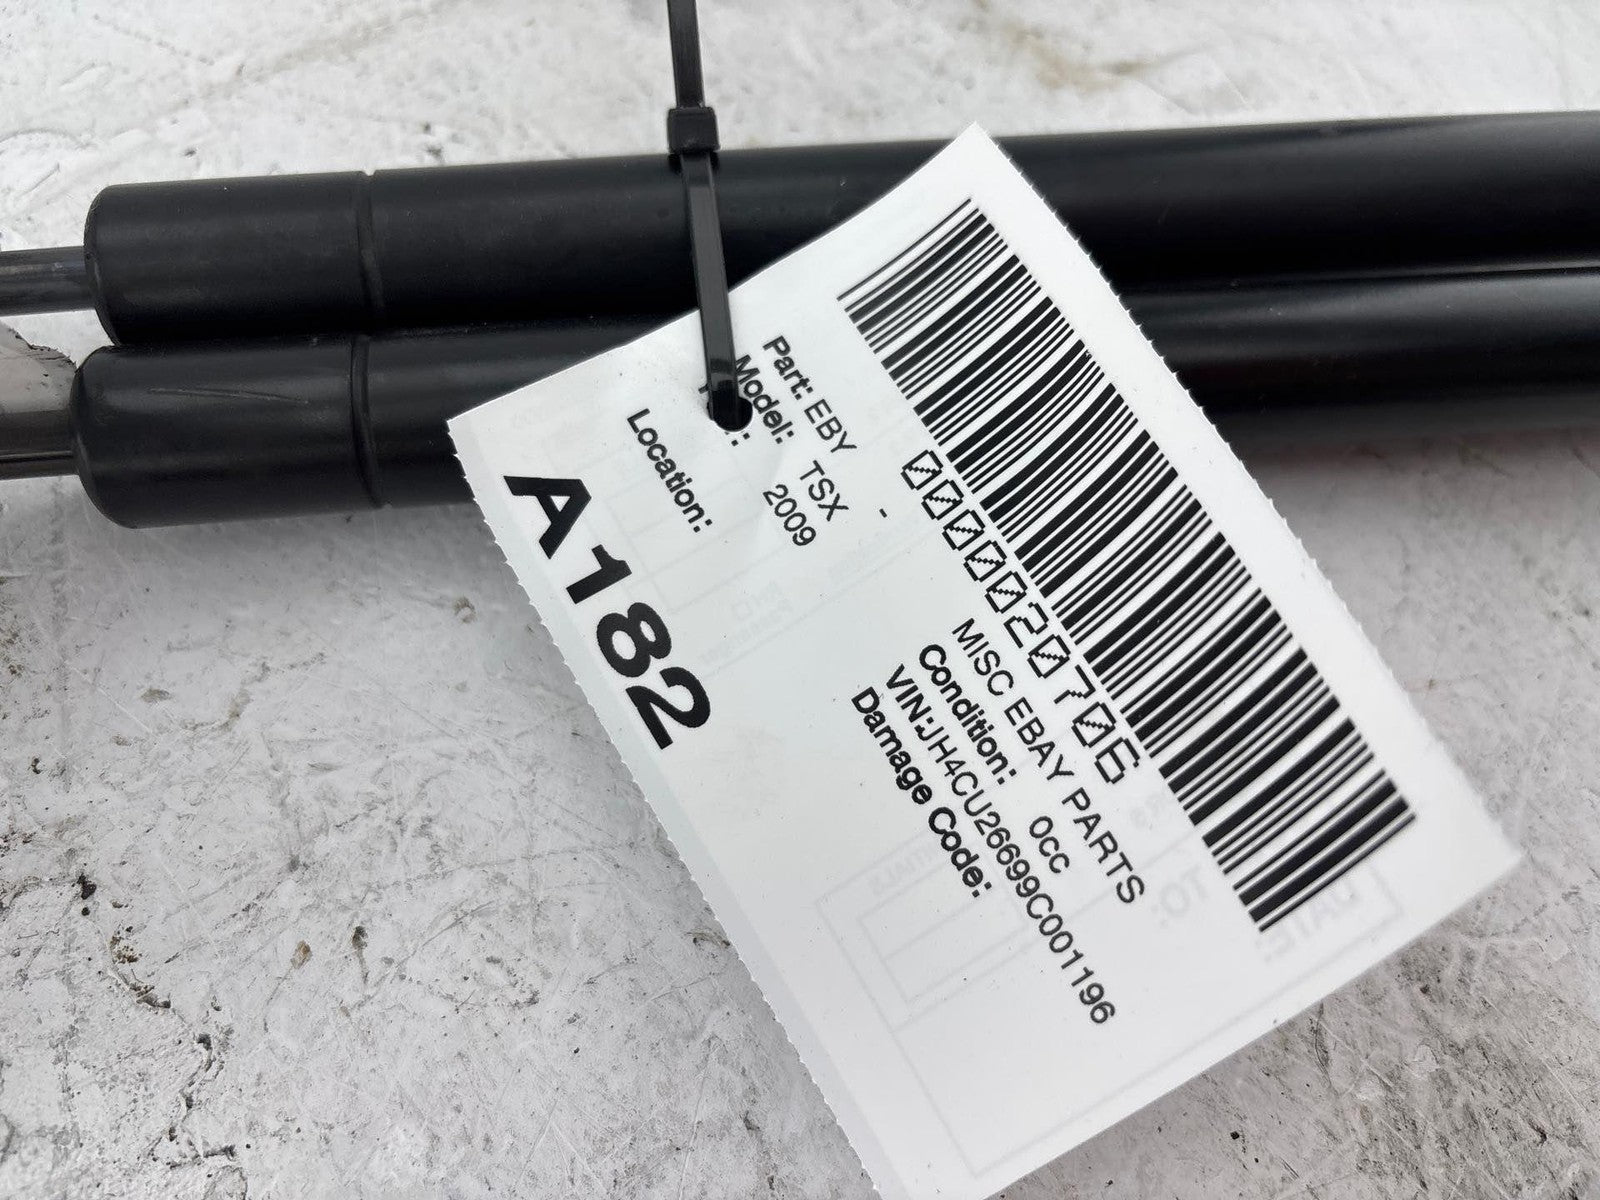 000020706
Part: EBY - MISC EBAY PARTS
Model: TSX Condition: 0cc
2009 VIN:JH4CU26699C001196
Location: Damage Code:
A182